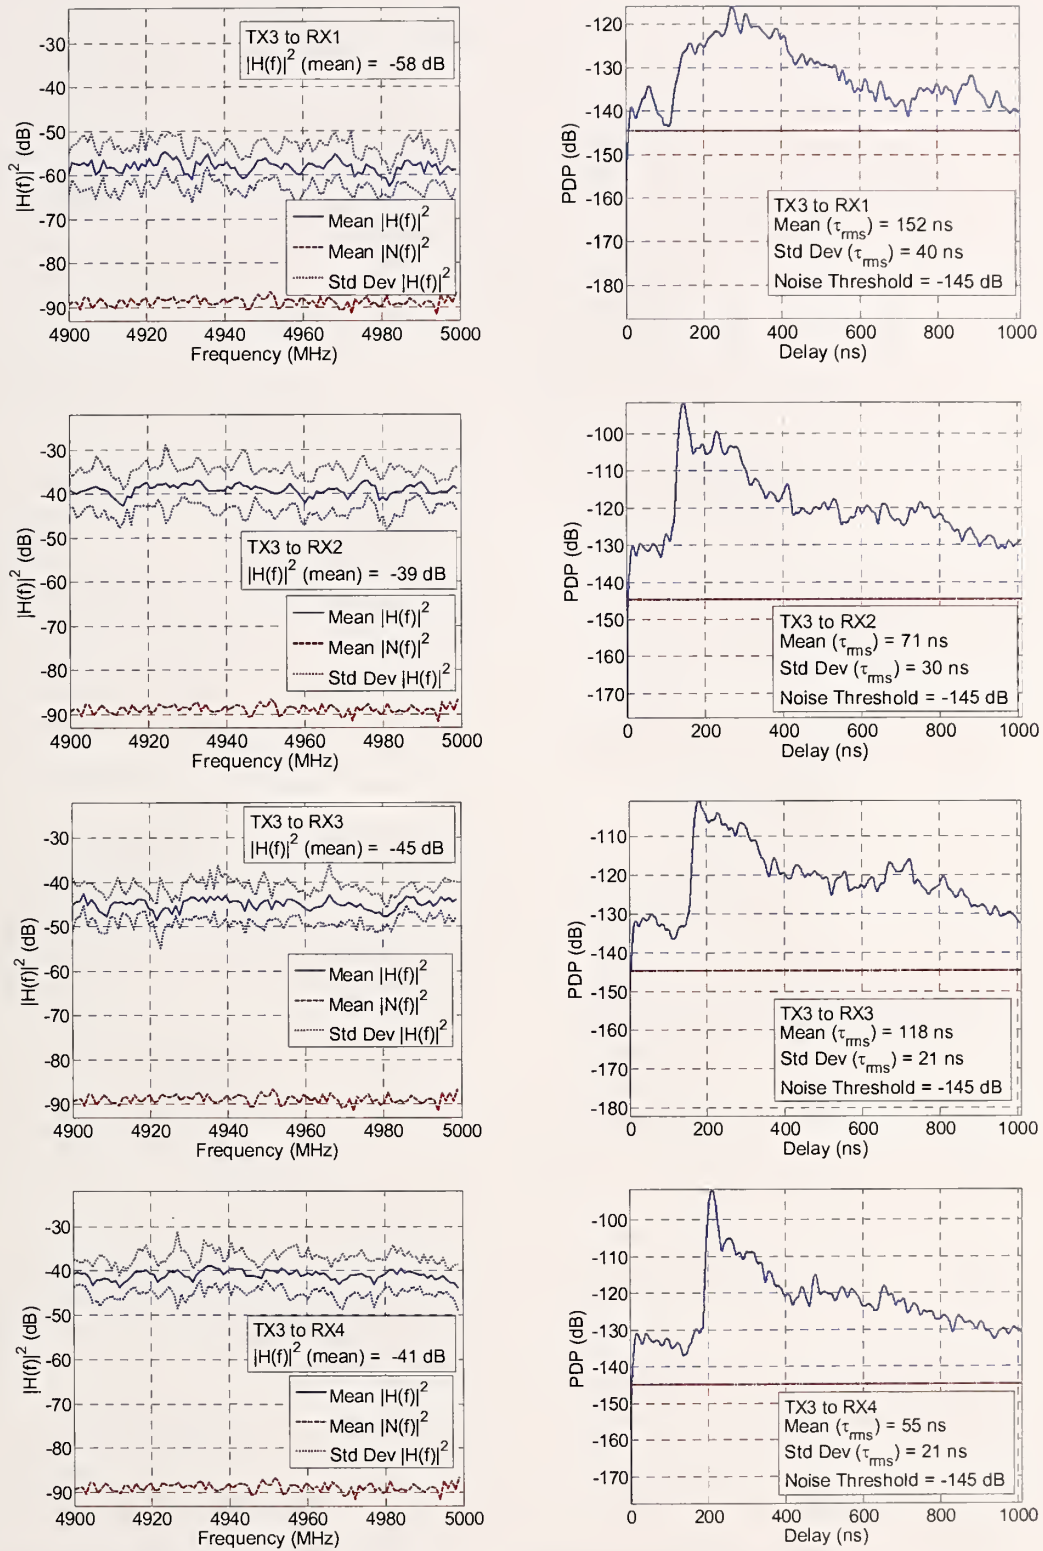 TX3 to RX1
|H(f)|² (mean) = -58 dB
-30
-40
-50
-60
-70
-80
-90
|H(f)|² (dB)
Mean |H(f)|²
Mean |N(f)|²
Std Dev |H(f)|²
4900 4920 4940 4960 4980 5000
Frequency (MHz)
-120
-130
-140
-150
-160
-170
-180
PDP (dB)
TX3 to RX1
Mean (τrms) = 152 ns
Std Dev (τrms) = 40 ns
Noise Threshold = -145 dB
0 200 400 600 800 1000
Delay (ns)
-30
-40
-50
-60
-70
-80
-90
|H(f)|² (dB)
TX3 to RX2
|H(f)|² (mean) = -39 dB
Mean |H(f)|²
Mean |N(f)|²
Std Dev |H(f)|²
4900 4920 4940 4960 4980 5000
Frequency (MHz)
-100
-110
-120
-130
-140
-150
-160
-170
PDP (dB)
TX3 to RX2
Mean (τrms) = 71 ns
Std Dev (τrms) = 30 ns
Noise Threshold = -145 dB
0 200 400 600 800 1000
Delay (ns)
TX3 to RX3
|H(f)|² (mean) = -45 dB
-30
-40
-50
-60
-70
-80
-90
|H(f)|² (dB)
Mean |H(f)|²
Mean |N(f)|²
Std Dev |H(f)|²
4900 4920 4940 4960 4980 5000
Frequency (MHz)
-110
-120
-130
-140
-150
-160
-170
-180
PDP (dB)
TX3 to RX3
Mean (τrms) = 118 ns
Std Dev (τrms) = 21 ns
Noise Threshold = -145 dB
0 200 400 600 800 1000
Delay (ns)
-30
-40
-50
-60
-70
-80
-90
|H(f)|² (dB)
TX3 to RX4
|H(f)|² (mean) = -41 dB
Mean |H(f)|²
Mean |N(f)|²
Std Dev |H(f)|²
4900 4920 4940 4960 4980 5000
Frequency (MHz)
-100
-110
-120
-130
-140
-150
-160
-170
PDP (dB)
TX3 to RX4
Mean (τrms) = 55 ns
Std Dev (τrms) = 21 ns
Noise Threshold = -145 dB
0 200 400 600 800 1000
Delay (ns)